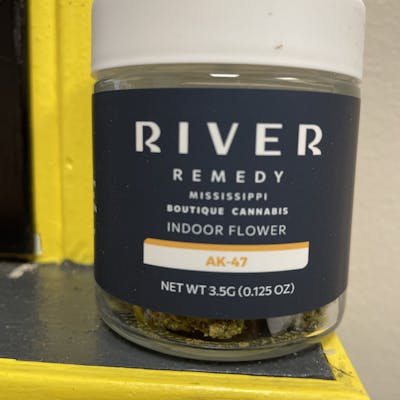 RIVER
REMEDY
MISSISSIPPI
BOUTIQUE CANNABIS
INDOOR FLOWER
AK-47
NET WT 3.5G (0.125 OZ)